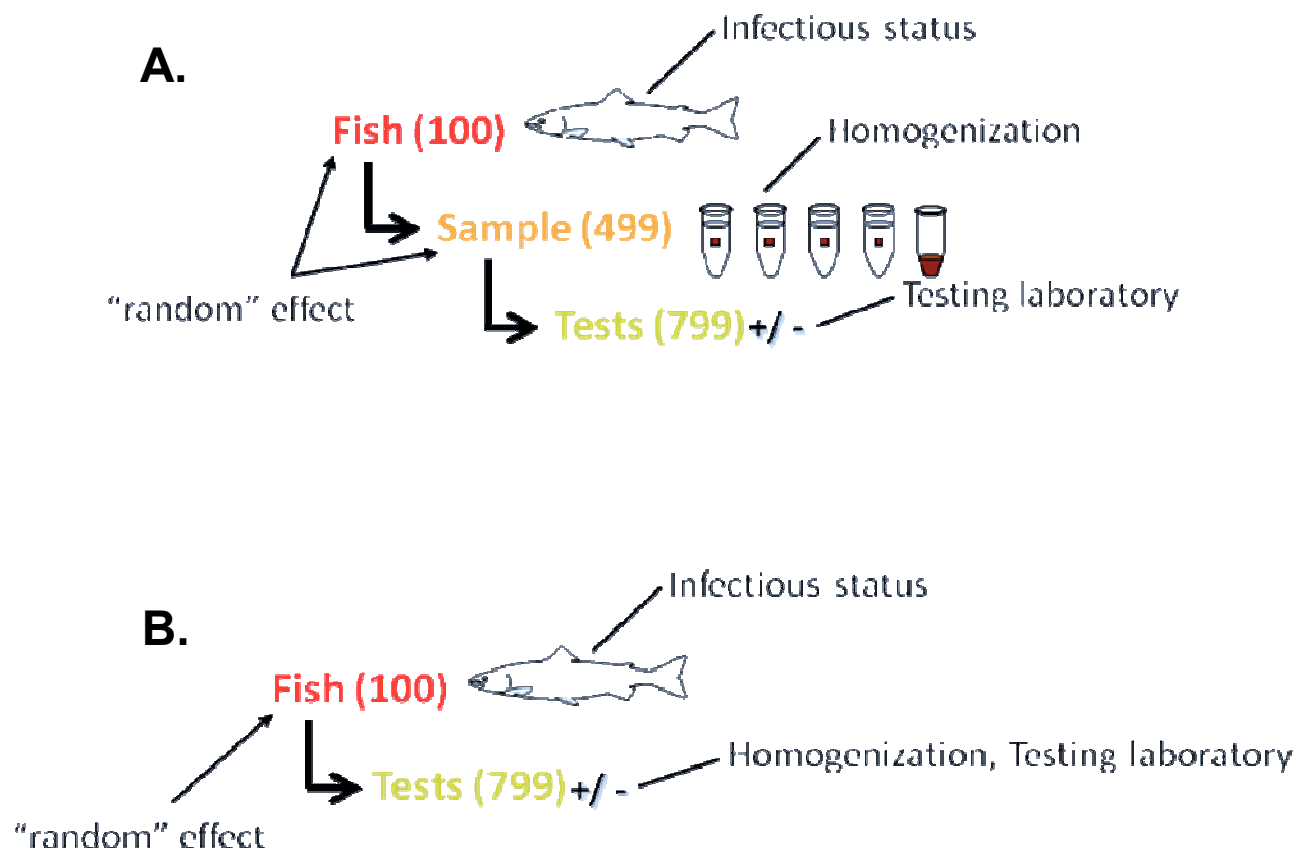 A.
Infectious status
Fish (100)
Homogenization
Sample (499)
“random” effect
Testing laboratory
Tests (799) +/ -
B.
Infectious status
Fish (100)
Homogenization, Testing laboratory
Tests (799) +/ -
“random” effect